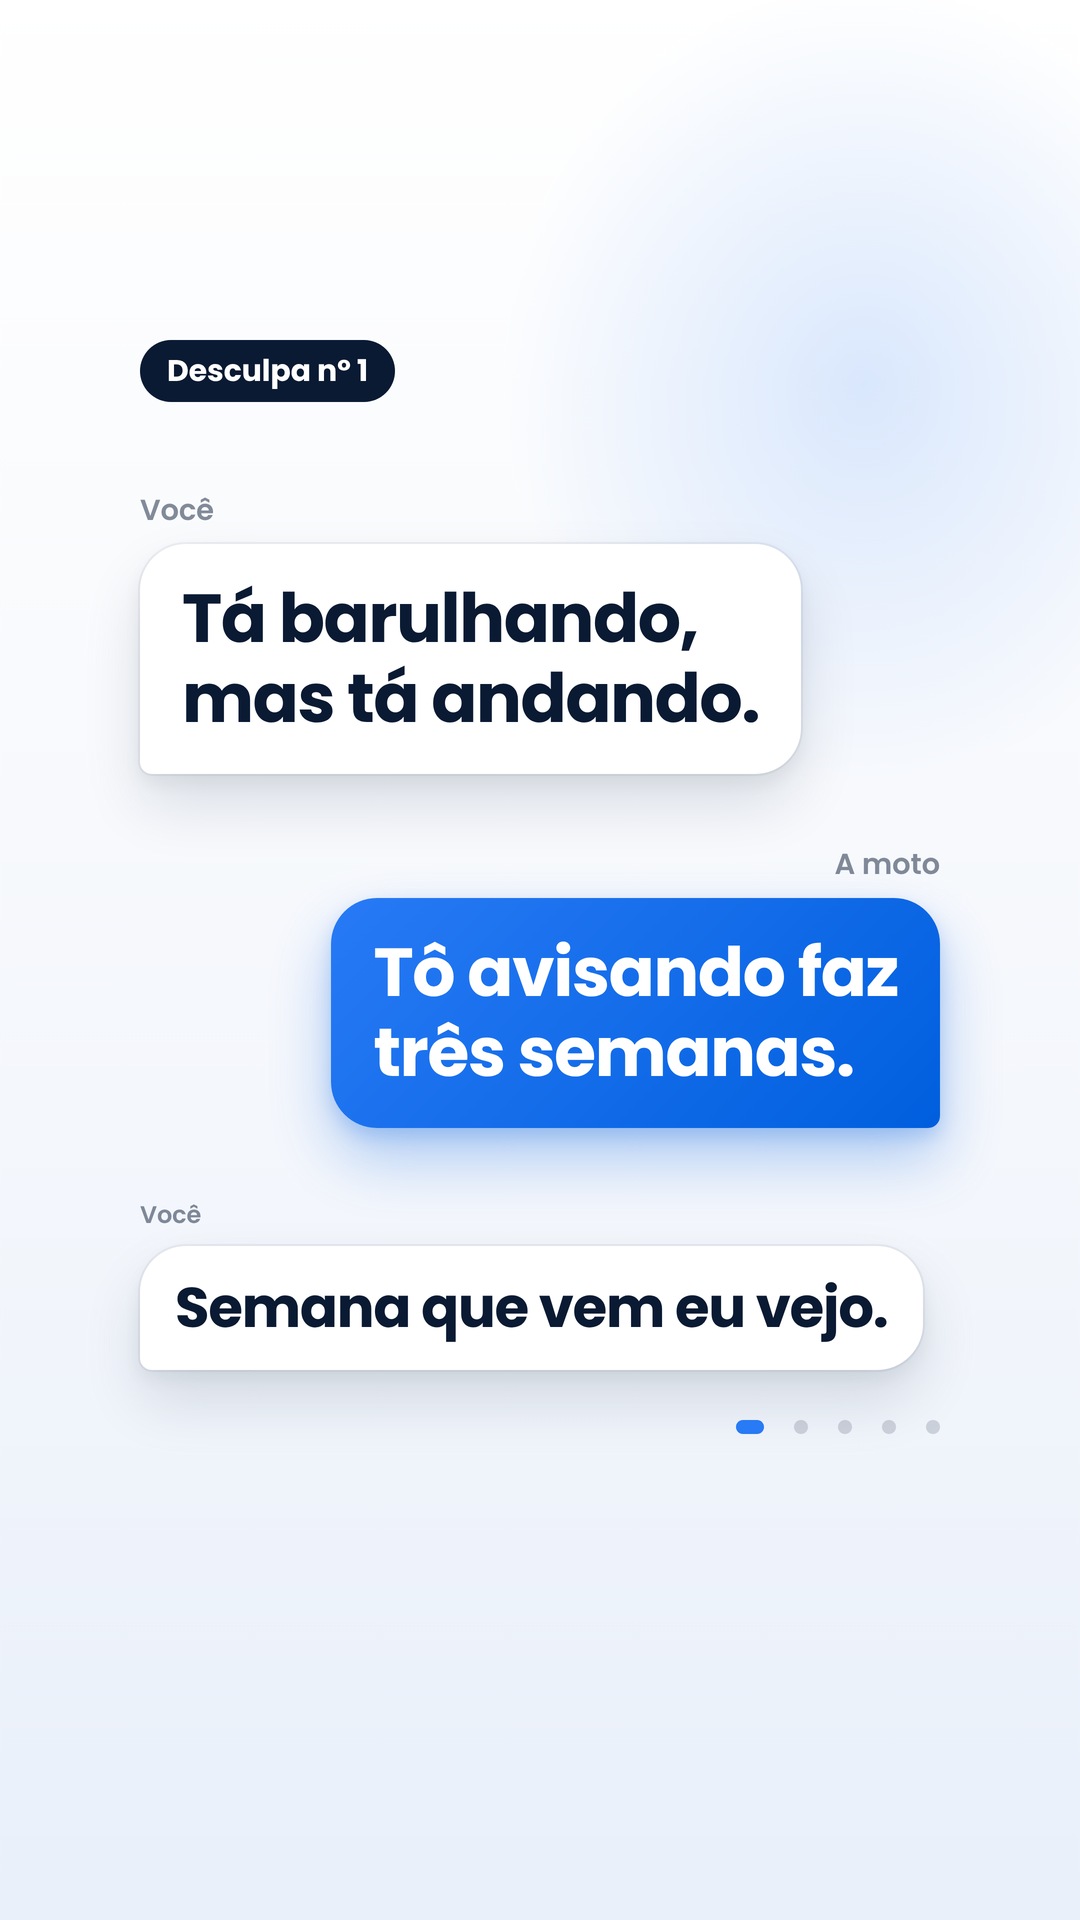 Desculpa nº 1
Você
Tá barulhando,
mas tá andando.
A moto
Tô avisando faz
três semanas.
Você
Semana que vem eu vejo.